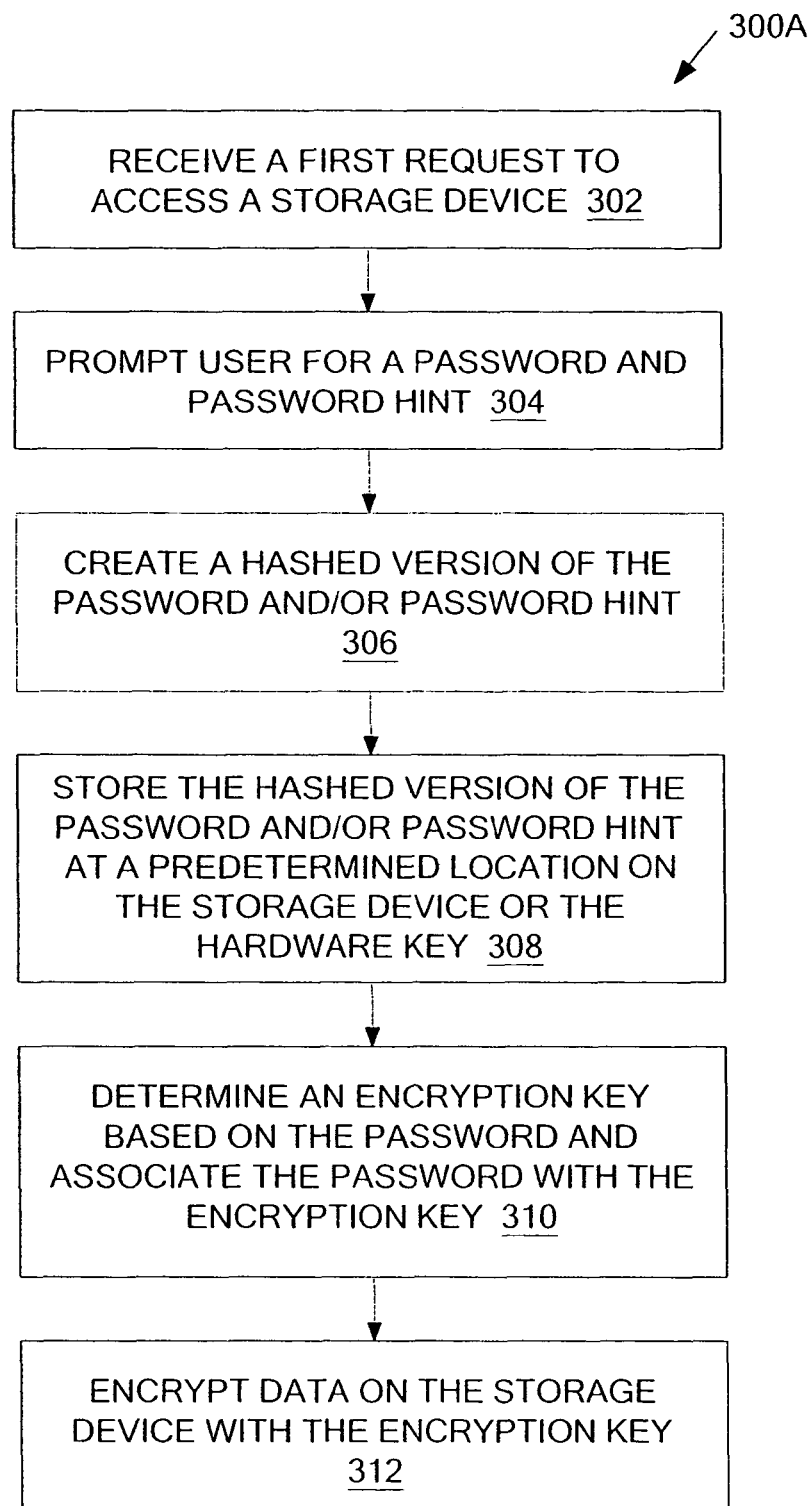 300A
RECEIVE A FIRST REQUEST TO
ACCESS A STORAGE DEVICE 302
PROMPT USER FOR A PASSWORD AND
PASSWORD HINT 304
CREATE A HASHED VERSION OF THE
PASSWORD AND/OR PASSWORD HINT
306
STORE THE HASHED VERSION OF THE
PASSWORD AND/OR PASSWORD HINT
AT A PREDETERMINED LOCATION ON
THE STORAGE DEVICE OR THE
HARDWARE KEY 308
DETERMINE AN ENCRYPTION KEY
BASED ON THE PASSWORD AND
ASSOCIATE THE PASSWORD WITH THE
ENCRYPTION KEY 310
ENCRYPT DATA ON THE STORAGE
DEVICE WITH THE ENCRYPTION KEY
312